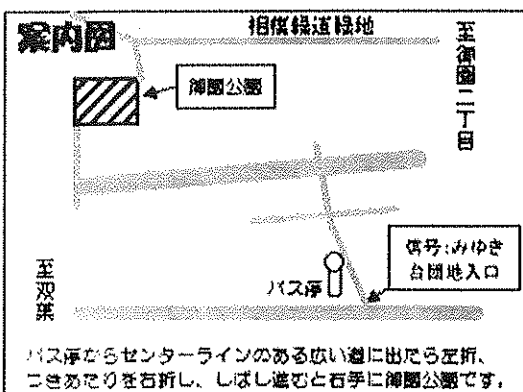 案内図
相模緑道緑地
至御園二丁目
御園公園
信号:みゆき
台団地入口
バス停
至双葉
バス停からセンターラインのある広い道に出たら左折、
つきあたりを右折し、しばし進むと右手に御園公園です。